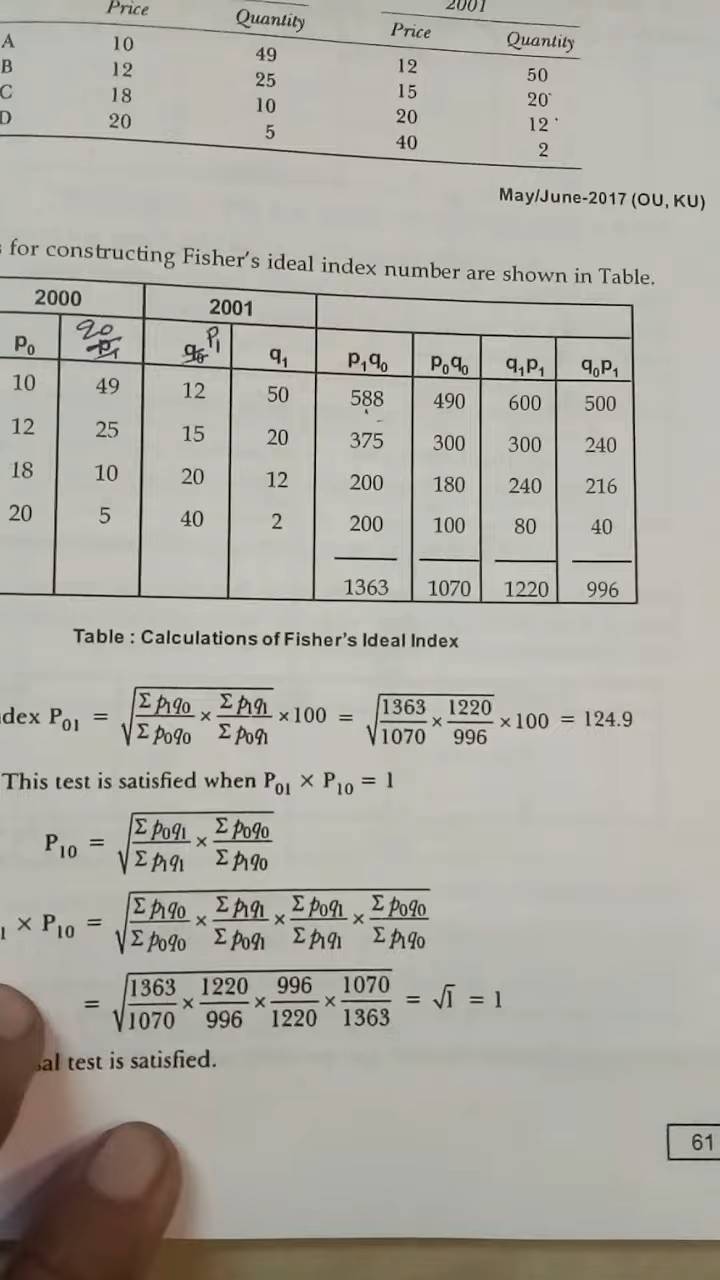 Price Quantity 2001
Price Quantity
A 10 49 12 50
B 12 25 15 20
C 18 10 20 12
D 20 5 40 2
May/June-2017 (OU, KU)
for constructing Fisher's ideal index number are shown in Table.
2000 2001
p₀ q₀ p₁ q₀ p₁ q₁ p₁q₀ p₀q₀ q₁p₁ q₀p₁
10 49 12 50 588 490 600 500
12 25 15 20 375 300 300 240
18 10 20 12 200 180 240 216
20 5 40 2 200 100 80 40
1363 1070 1220 996
Table : Calculations of Fisher's Ideal Index
P₀₁ = √(Σp₁q₀/Σp₀q₀ × Σp₁q₁/Σp₀q₁) × 100 = √(1363/1070 × 1220/996) × 100 = 124.9
This test is satisfied when P₀₁ × P₁₀ = 1
P₁₀ = √(Σp₀q₁/Σp₁q₁ × Σp₀q₀/Σp₁q₀)
× P₁₀ = √(Σp₁q₀/Σp₀q₀ × Σp₁q₁/Σp₀q₁ × Σp₀q₁/Σp₁q₁ × Σp₀q₀/Σp₁q₀)
= √(1363/1070 × 1220/996 × 996/1220 × 1070/1363) = √1 = 1
test is satisfied.
61